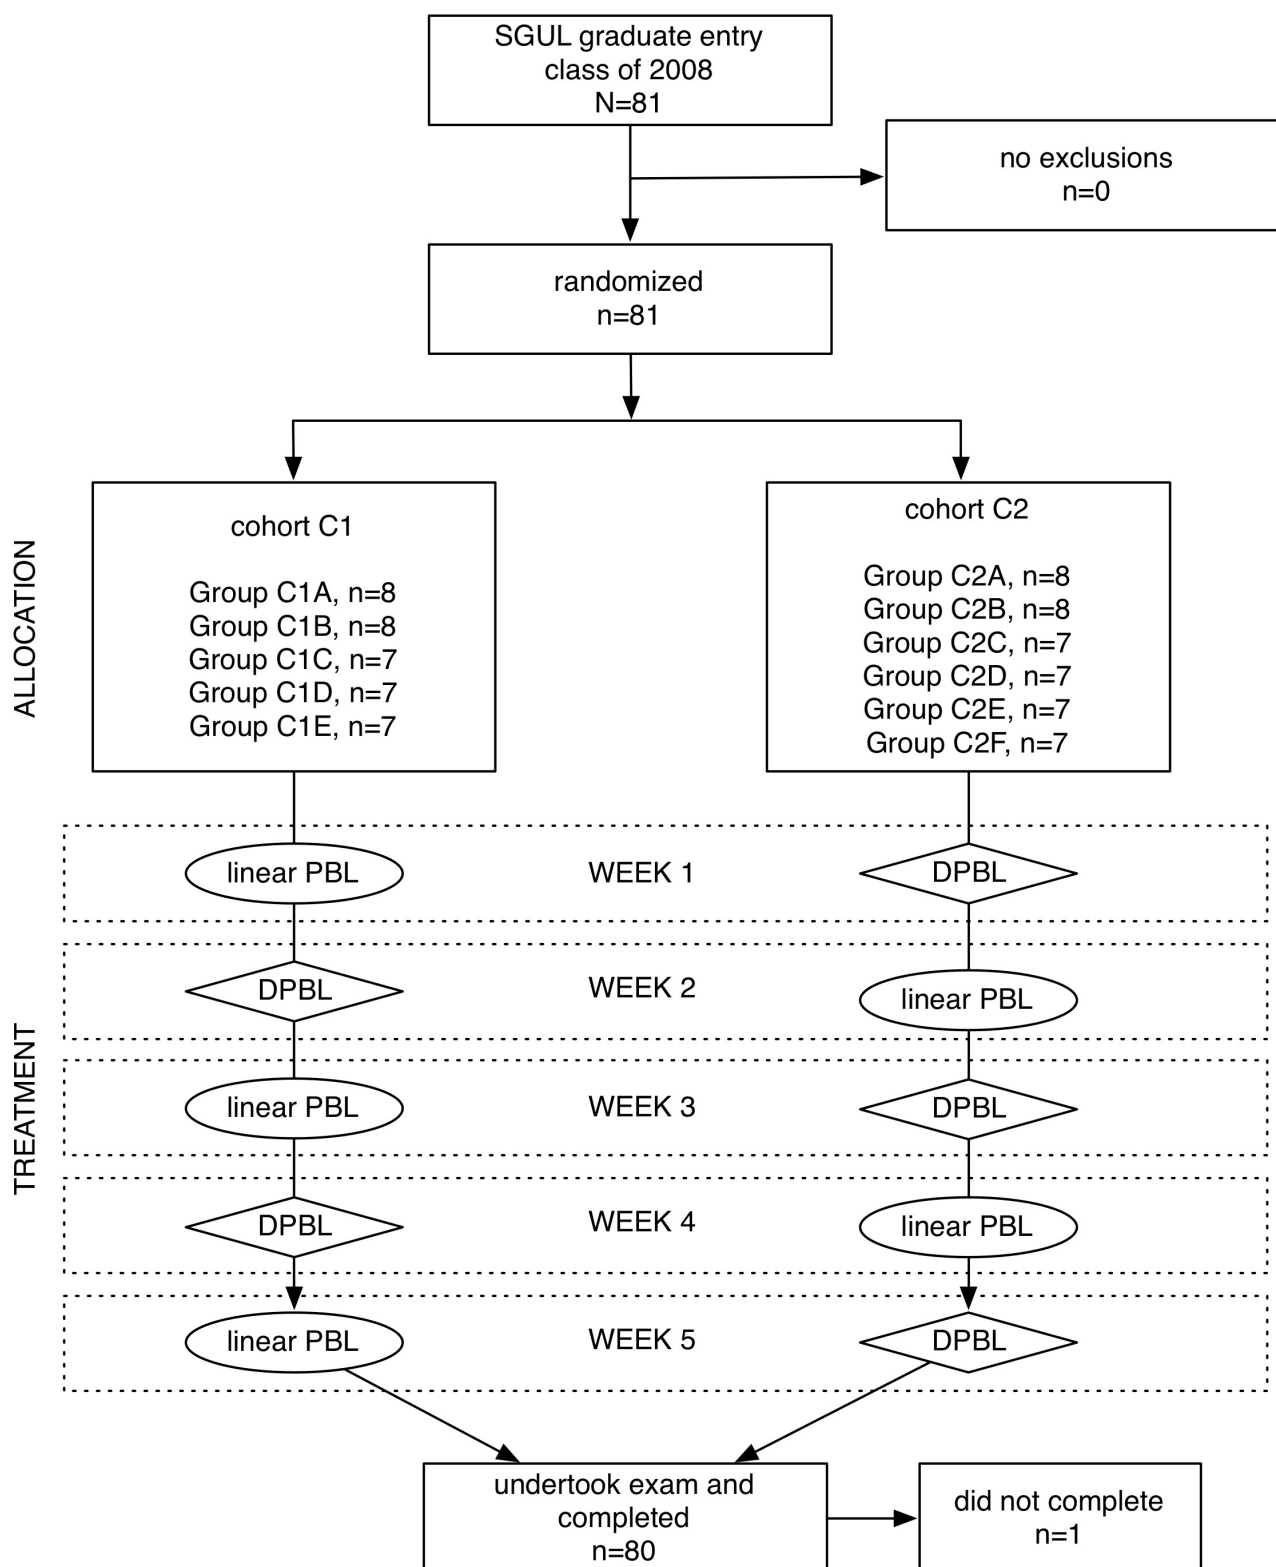 SGUL graduate entry
class of 2008
N=81
no exclusions
n=0
randomized
n=81
ALLOCATION
cohort C1
Group C1A, n=8
Group C1B, n=8
Group C1C, n=7
Group C1D, n=7
Group C1E, n=7
cohort C2
Group C2A, n=8
Group C2B, n=8
Group C2C, n=7
Group C2D, n=7
Group C2E, n=7
Group C2F, n=7
TREATMENT
linear PBL
WEEK 1
DPBL
DPBL
WEEK 2
linear PBL
linear PBL
WEEK 3
DPBL
DPBL
WEEK 4
linear PBL
linear PBL
WEEK 5
DPBL
undertook exam and
completed
n=80
did not complete
n=1